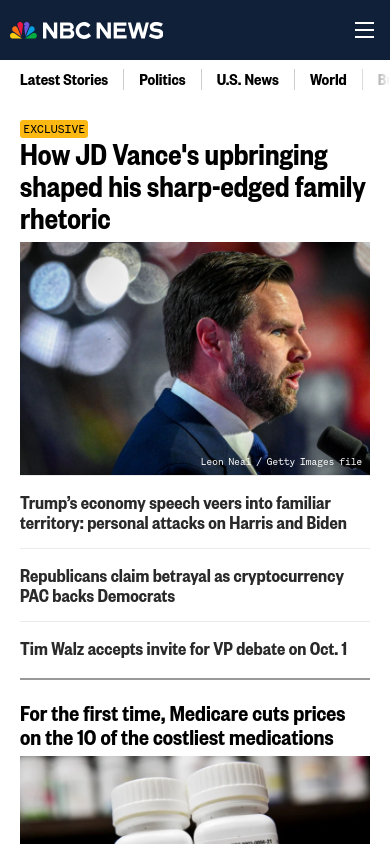 NBC NEWS
Latest Stories
Politics
U.S. News
World
EXCLUSIVE
How JD Vance's upbringing
shaped his sharp-edged family
rhetoric
Leon Neal / Getty Images file
Trump’s economy speech veers into familiar
territory: personal attacks on Harris and Biden
Republicans claim betrayal as cryptocurrency
PAC backs Democrats
Tim Walz accepts invite for VP debate on Oct. 1
For the first time, Medicare cuts prices
on the 10 of the costliest medications